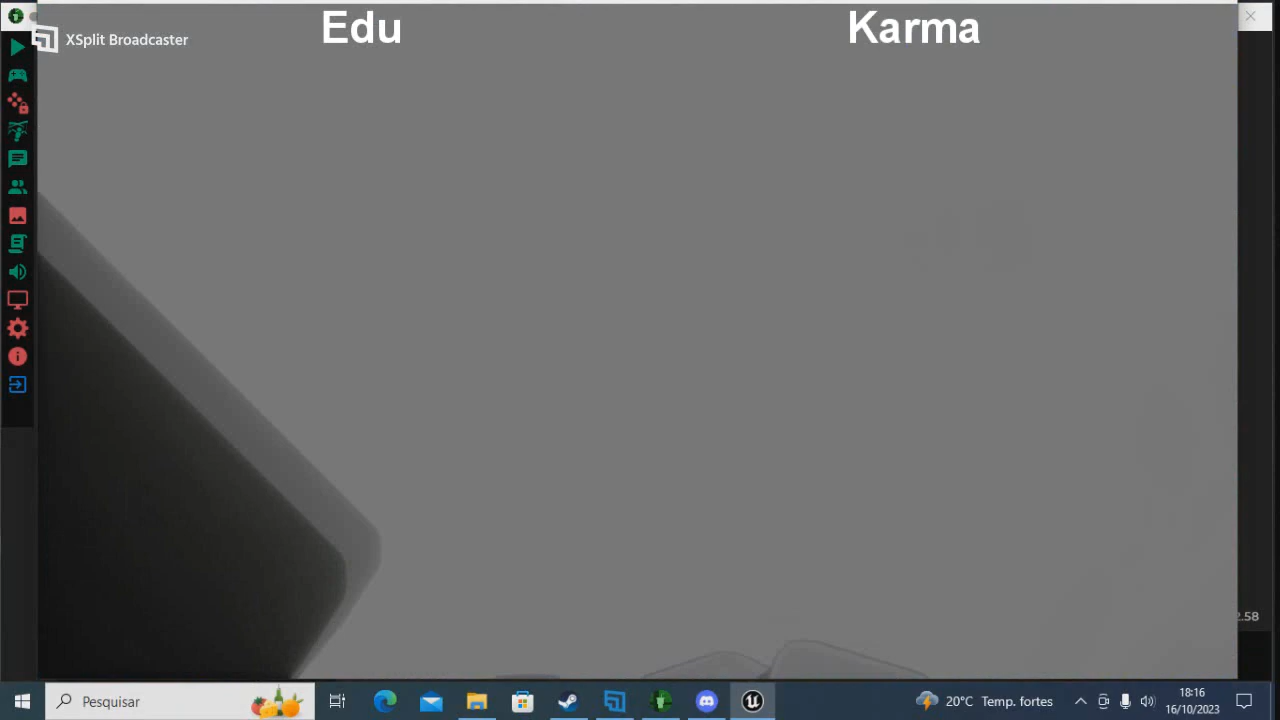 Edu
Karma
XSplit Broadcaster
2.58
Pesquisar
20°C Temp. fortes
18:16
16/10/2023